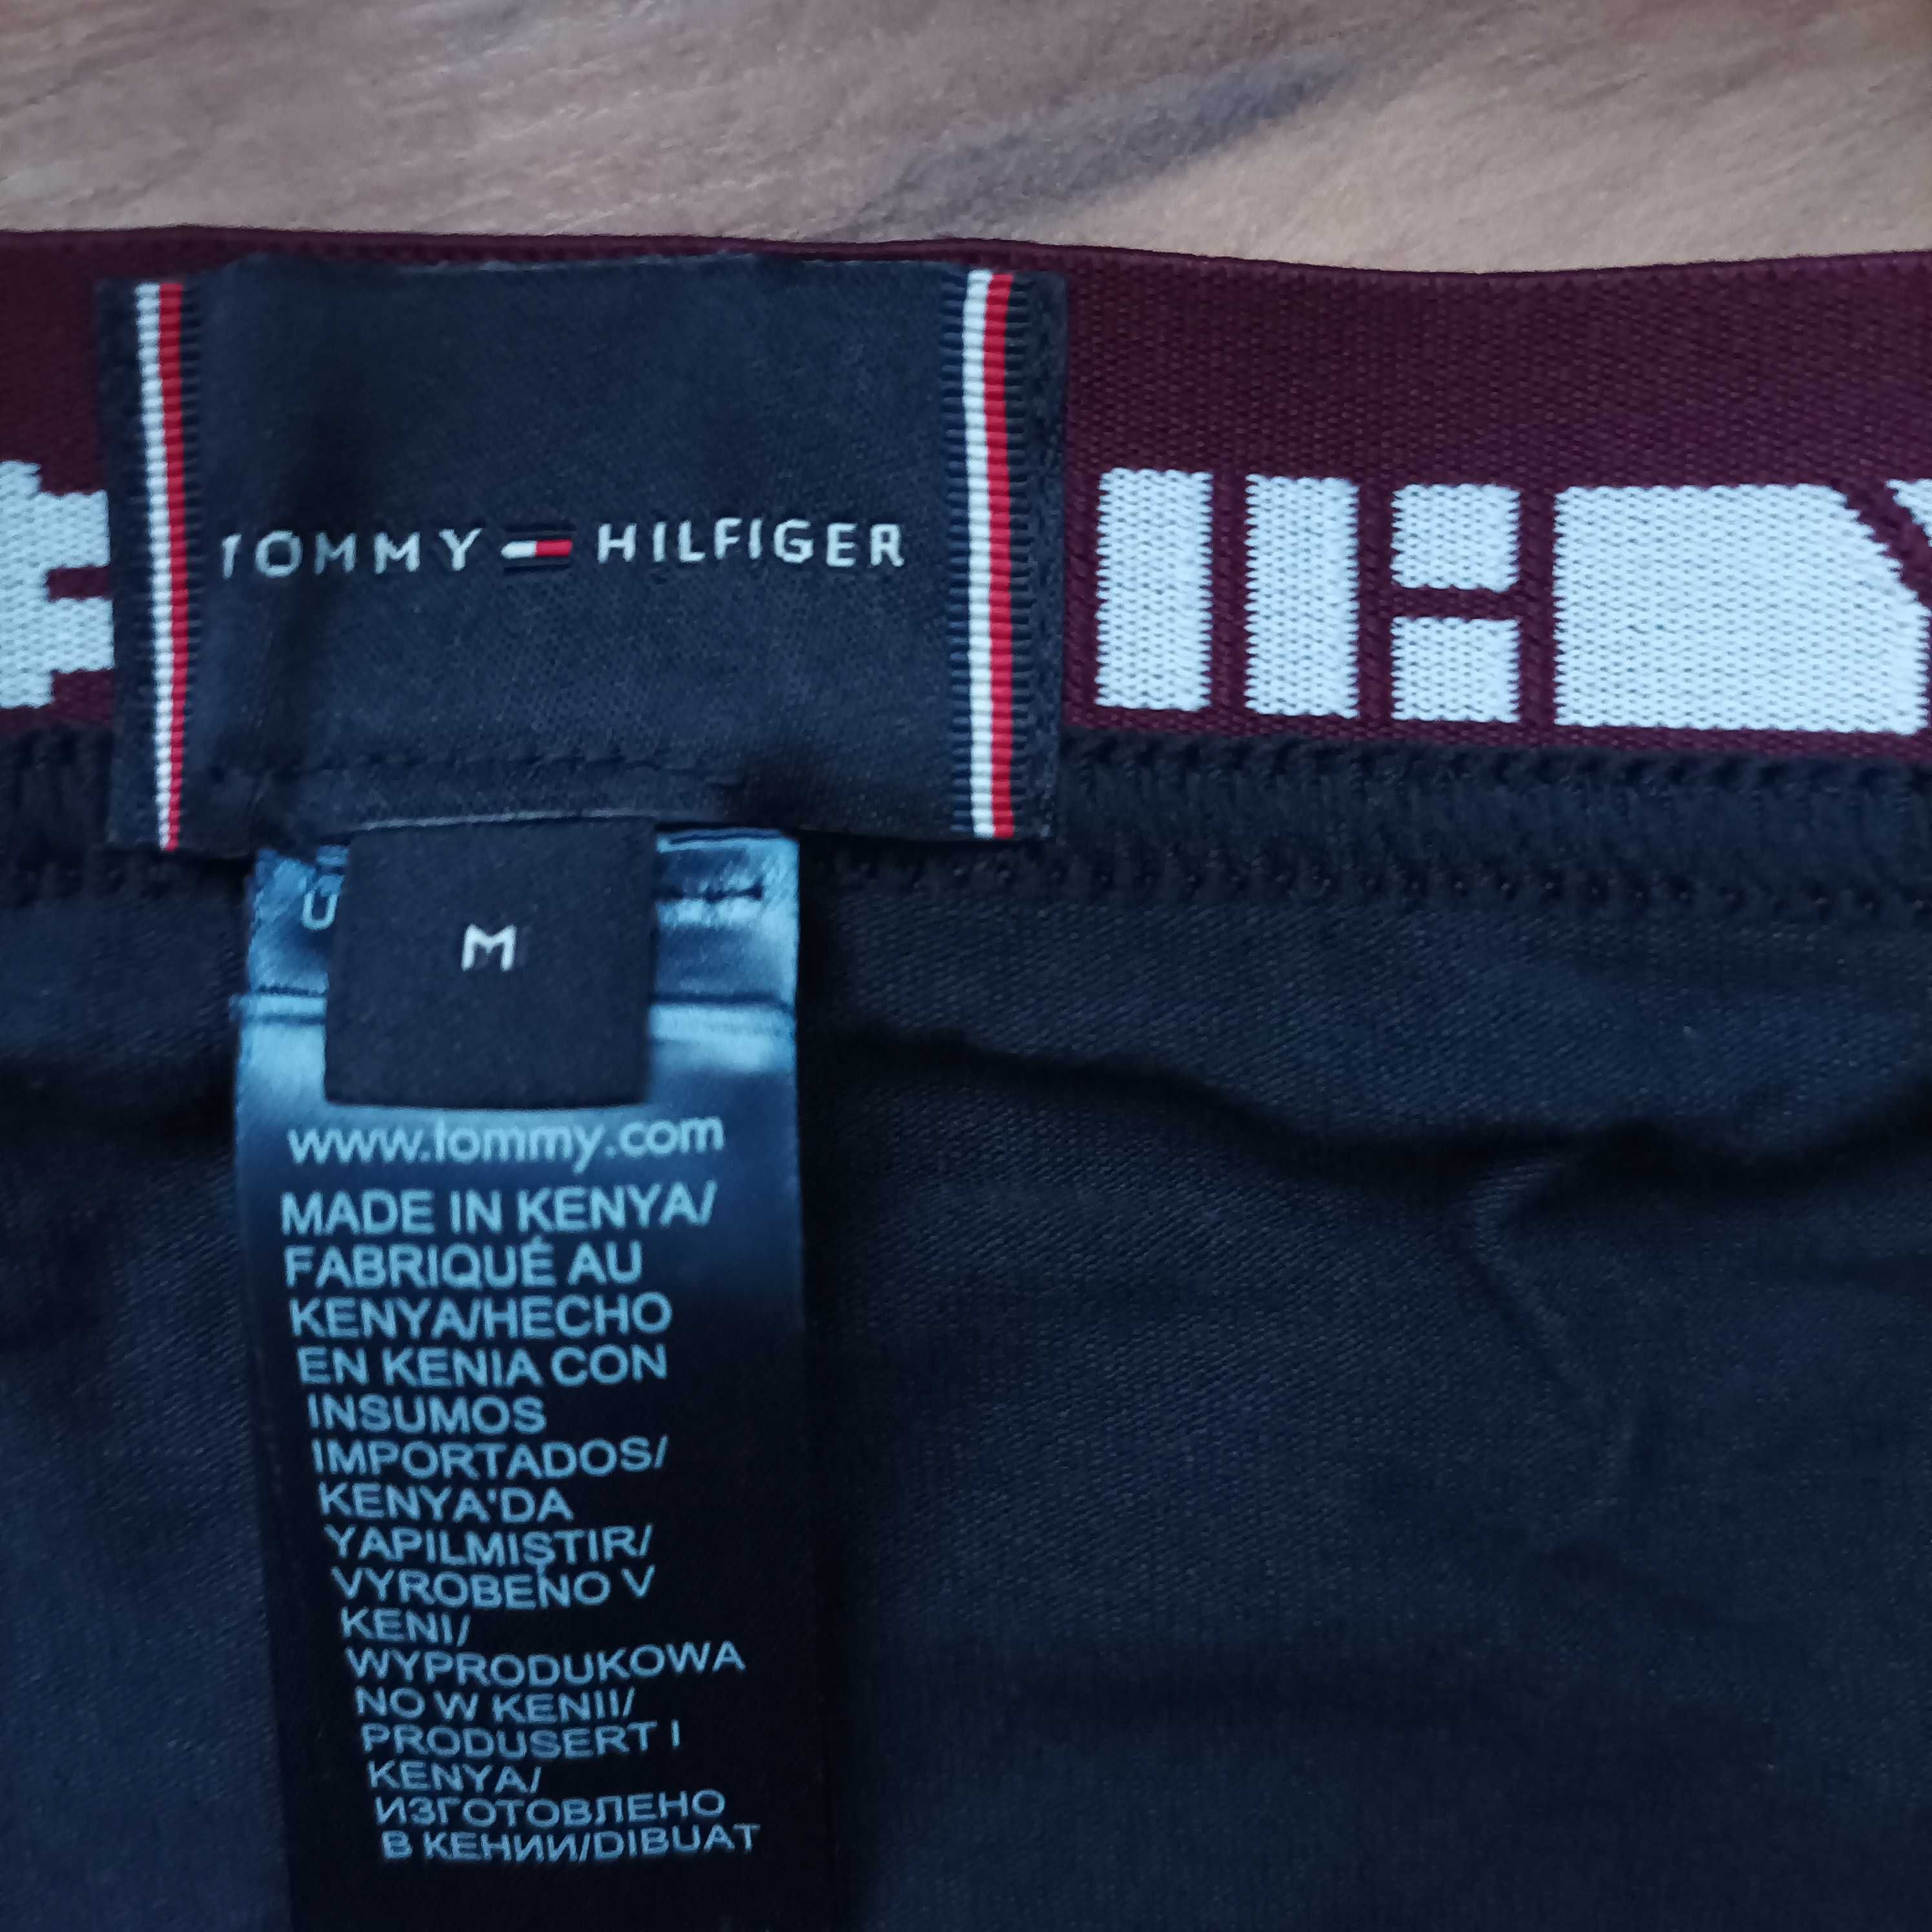 TOMMY HILFIGER
M
www.tommy.com
MADE IN KENYA/
FABRIQUÉ AU
KENYA/HECHO
EN KENIA CON
INSUMOS
IMPORTADOS/
KENYA'DA
YAPILMIŞTIR/
VYROBENO V
KENI/
WYPRODUKOWA
NO W KENII/
PRODUSERT I
KENYA/
ИЗГОТОВЛЕНО
В КЕНИИ/DIBUAT